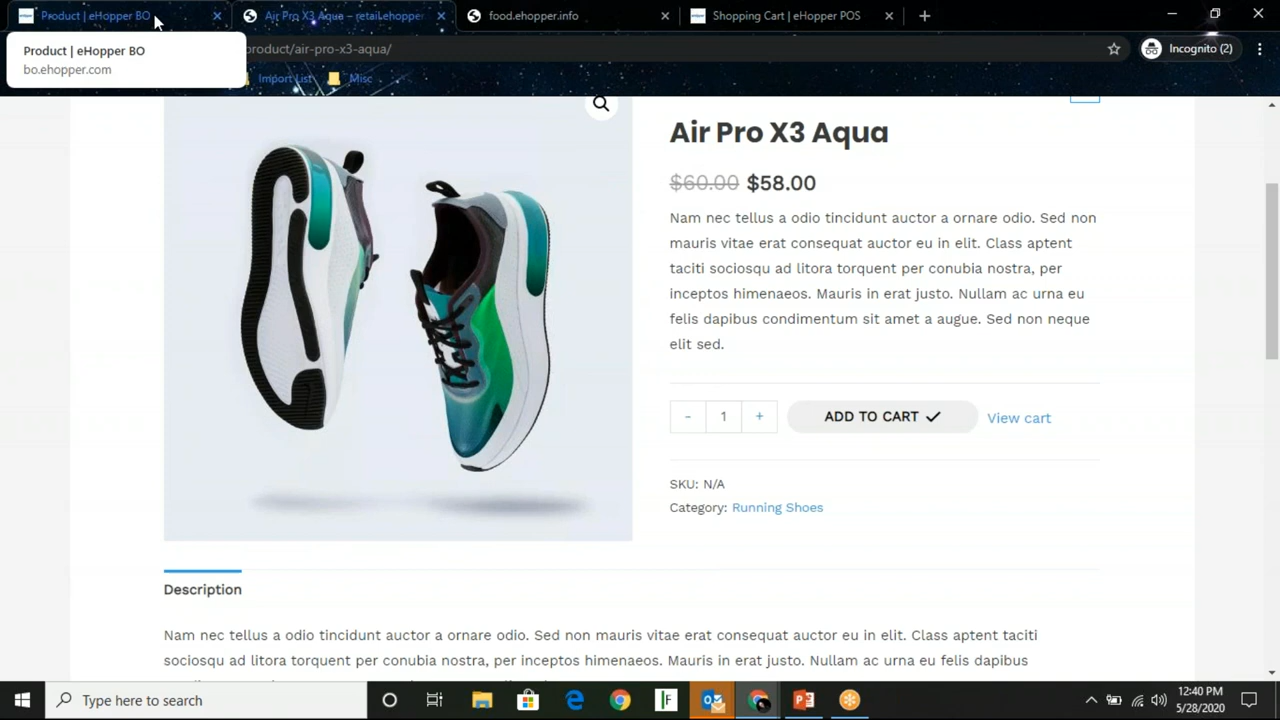 Product | eHopper BO
Air Pro X3 Aqua – retail.ehopper
food.ehopper.info
Shopping Cart | eHopper POS
Product | eHopper BO
bo.ehopper.com
product/air-pro-x3-aqua/
Incognito (2)
Import List
Misc
Air Pro X3 Aqua
$60.00 $58.00
Nam nec tellus a odio tincidunt auctor a ornare odio. Sed non
mauris vitae erat consequat auctor eu in elit. Class aptent
taciti sociosqu ad litora torquent per conubia nostra, per
inceptos himenaeos. Mauris in erat justo. Nullam ac urna eu
felis dapibus condimentum sit amet a augue. Sed non neque
elit sed.
- 1 + ADD TO CART View cart
SKU: N/A
Category: Running Shoes
Description
Nam nec tellus a odio tincidunt auctor a ornare odio. Sed non mauris vitae erat consequat auctor eu in elit. Class aptent taciti
sociosqu ad litora torquent per conubia nostra, per inceptos himenaeos. Mauris in erat justo. Nullam ac urna eu felis dapibus
Type here to search
12:40 PM
5/28/2020